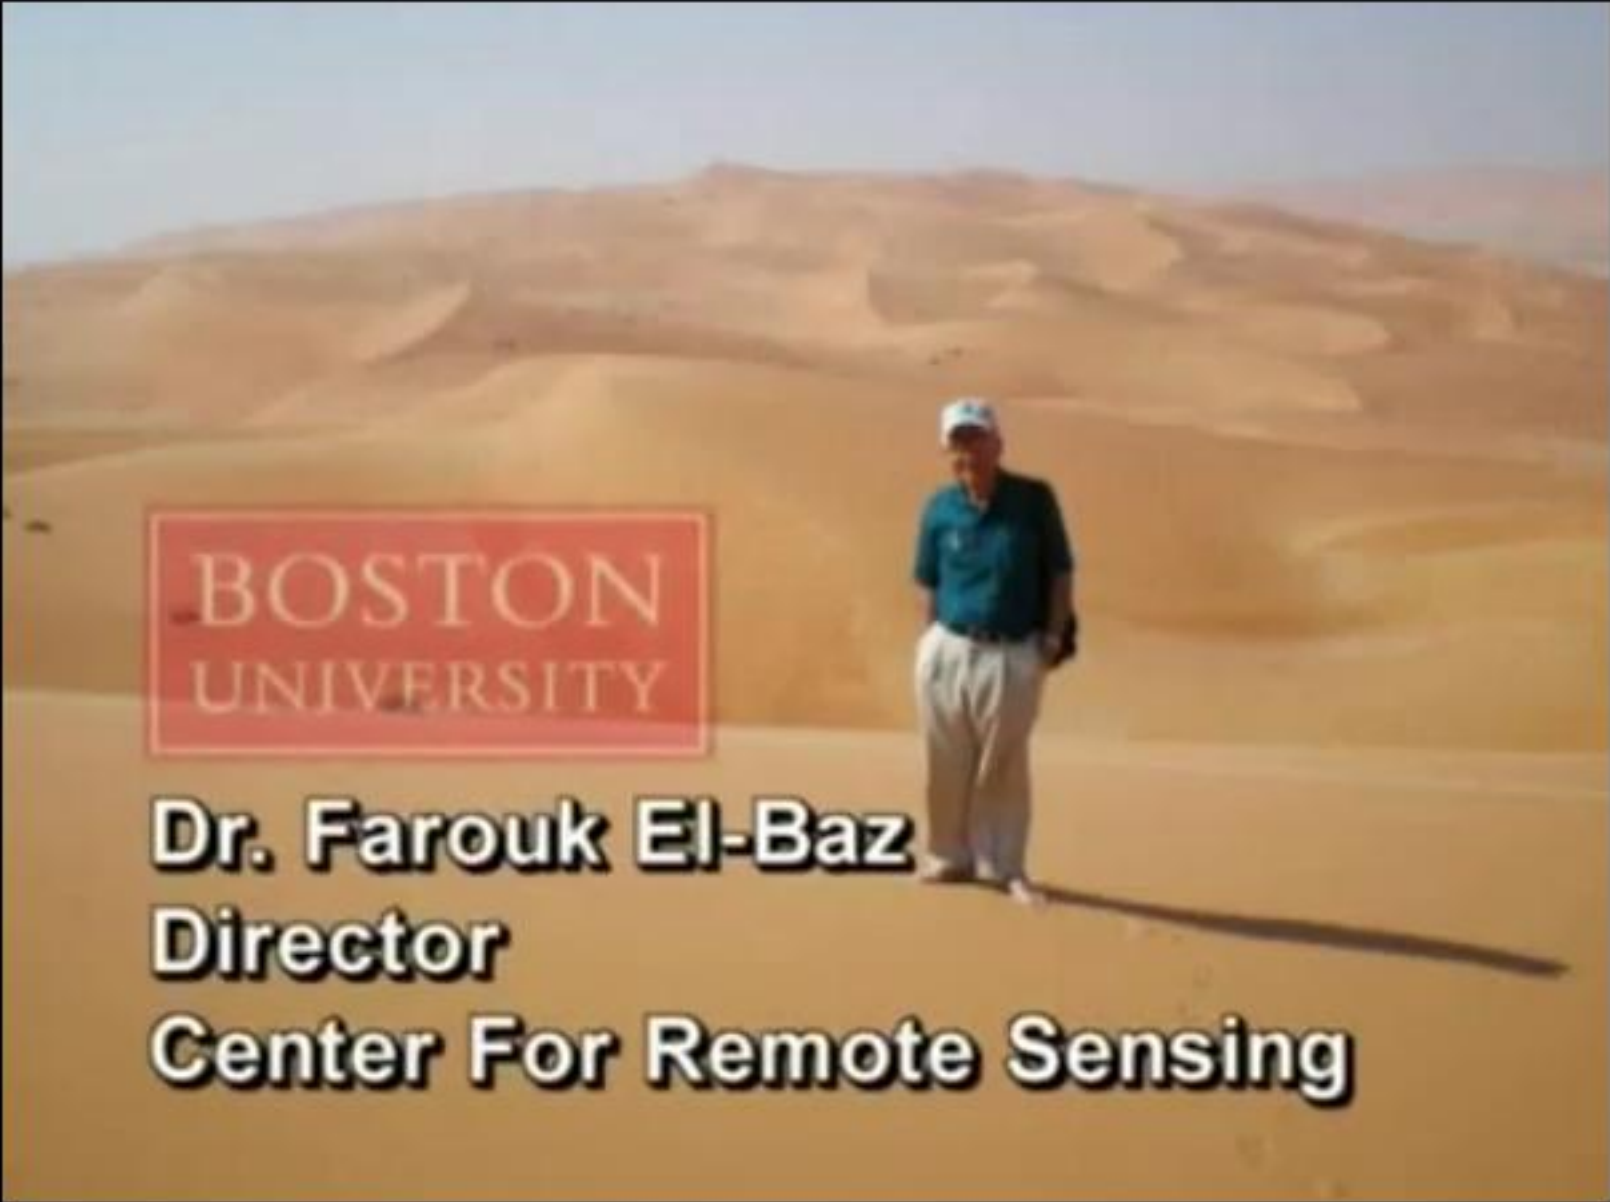 BOSTON
UNIVERSITY
Dr. Farouk El-Baz
Director
Center For Remote Sensing